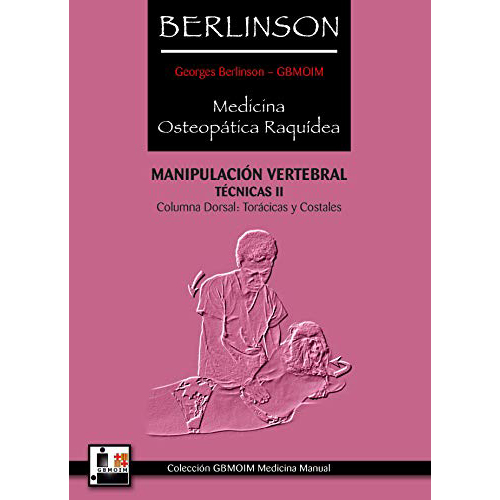 BERLINSON
Georges Berlinson – GBMOIM
Medicina
Osteopática Raquídea
MANIPULACIÓN VERTEBRAL
TÉCNICAS II
Columna Dorsal: Torácicas y Costales
GBMOIM
Colección GBMOIM Medicina Manual